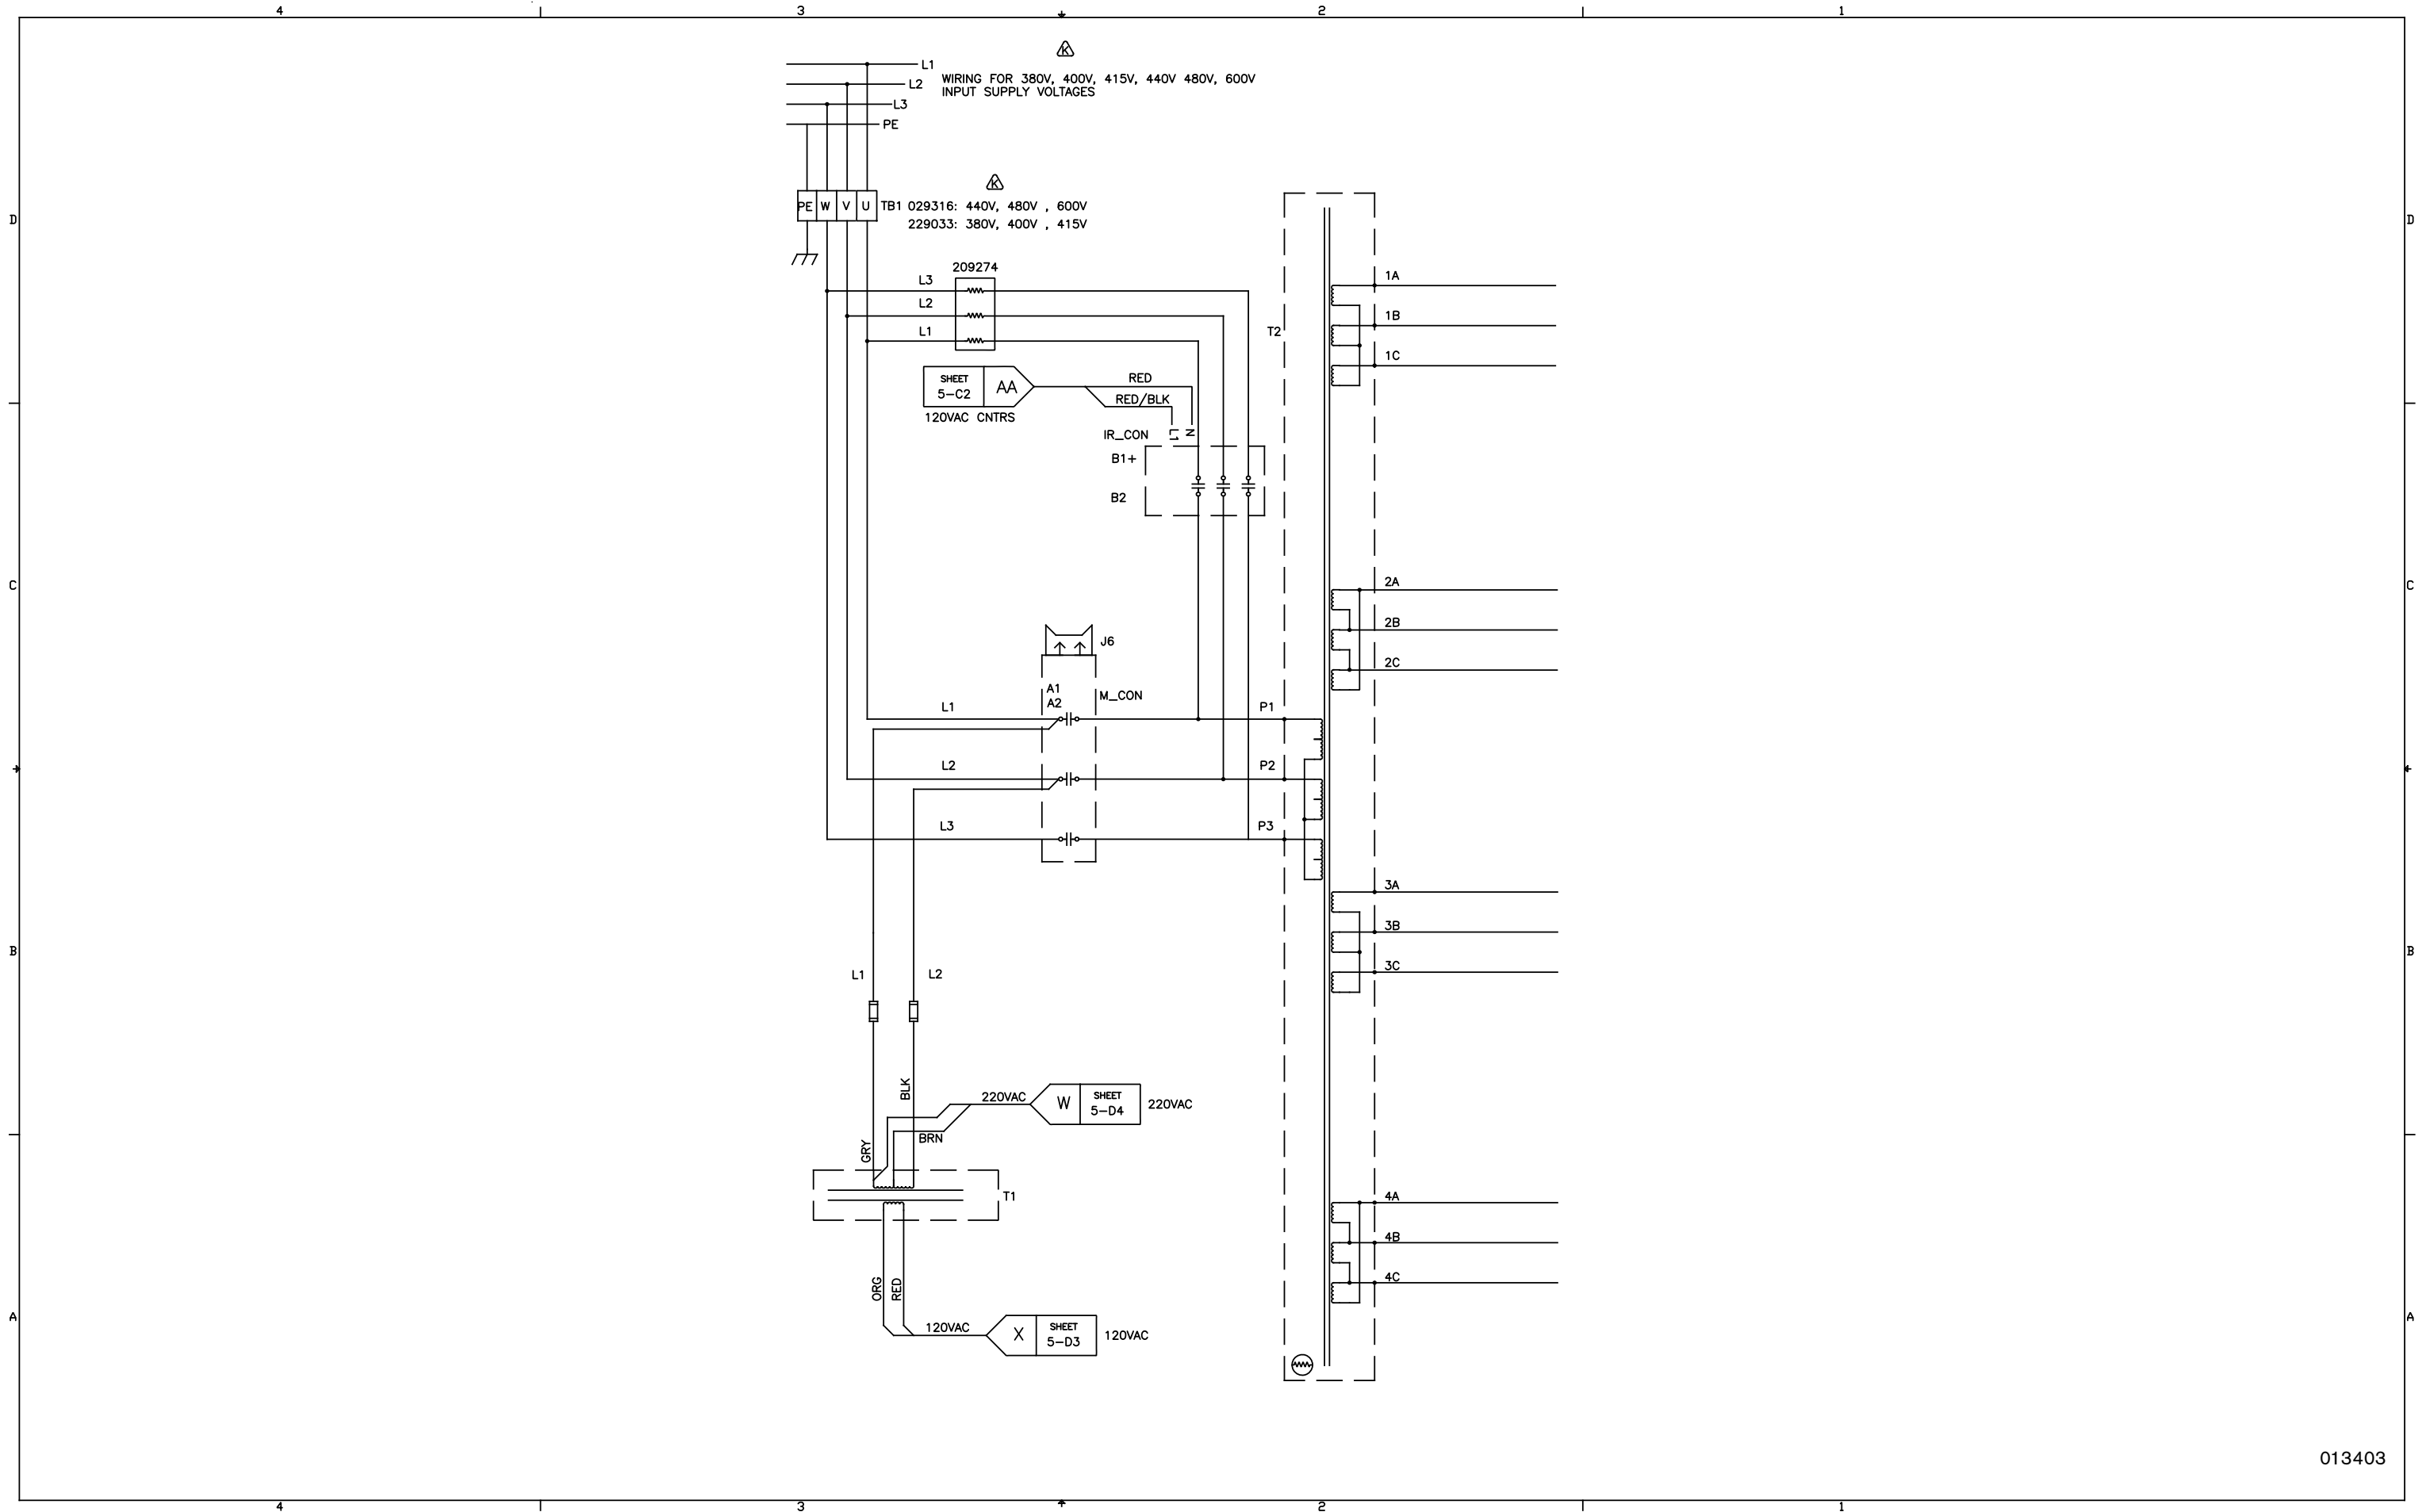 4
3
2
1
K
L1
L2
L3
PE
WIRING FOR 380V, 400V, 415V, 440V 480V, 600V
INPUT SUPPLY VOLTAGES
K
PE W V U
TB1 029316: 440V, 480V , 600V
229033: 380V, 400V , 415V
D
D
209274
L3
L2
L1
T2
1A
1B
1C
SHEET
5-C2
AA
120VAC CNTRS
RED
RED/BLK
L1
N
IR_CON
B1+
B2
C
C
2A
2B
2C
J6
A1
A2
M_CON
L1
P1
L2
P2
L3
P3
3A
3B
3C
B
B
L1
L2
BLK
GRY
220VAC
BRN
W
SHEET
5-D4
220VAC
T1
4A
4B
4C
ORG
RED
120VAC
X
SHEET
5-D3
120VAC
A
A
013403
4
3
2
1